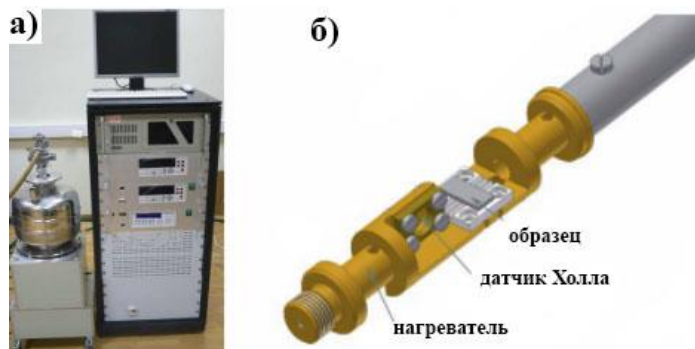 а)
б)
образец
датчик Холла
нагреватель